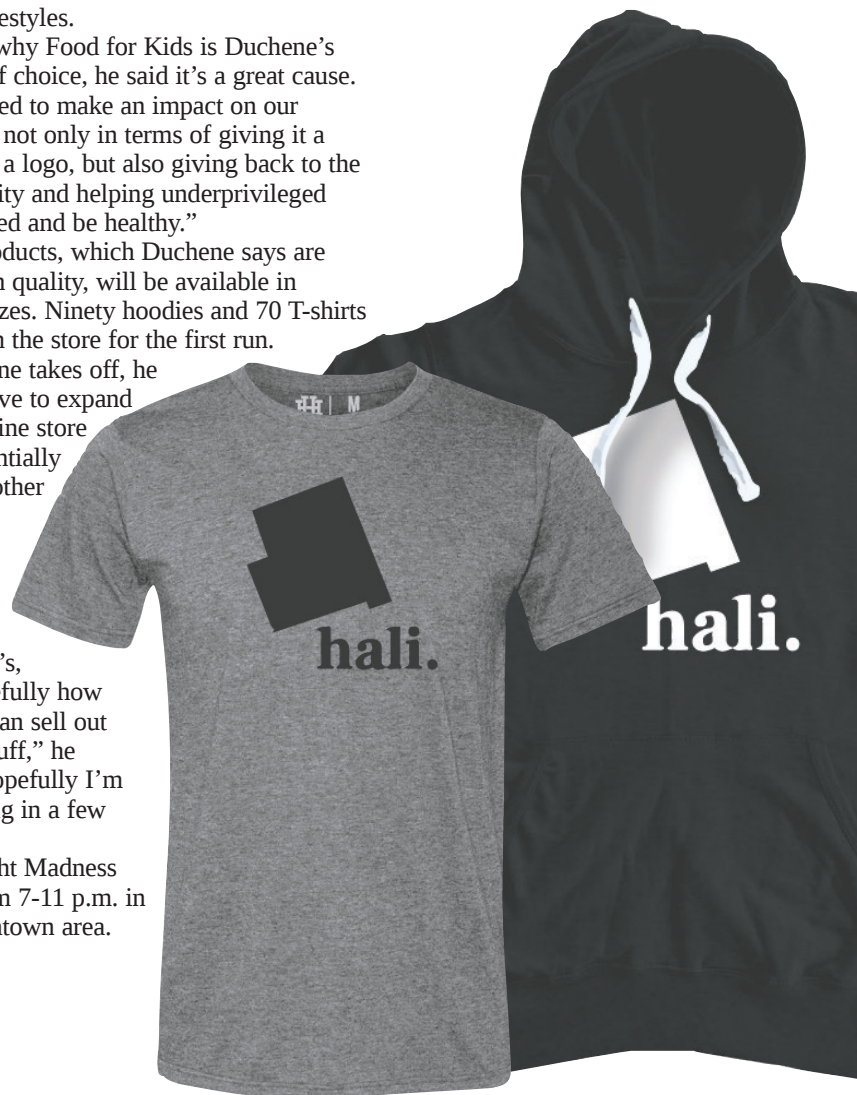 estyles.
why Food for Kids is Duchene’s
f choice, he said it’s a great cause.
ed to make an impact on our
not only in terms of giving it a
a logo, but also giving back to the
ity and helping underprivileged
ed and be healthy.”
oducts, which Duchene says are
n quality, will be available in
zes. Ninety hoodies and 70 T-shirts
n the store for the first run.
ne takes off, he
ve to expand
ine store
ntially
other
’s,
efully how
an sell out
uff,” he
opefully I’m
g in a few
ht Madness
m 7-11 p.m. in
ntown area.
M
hali.
hali.